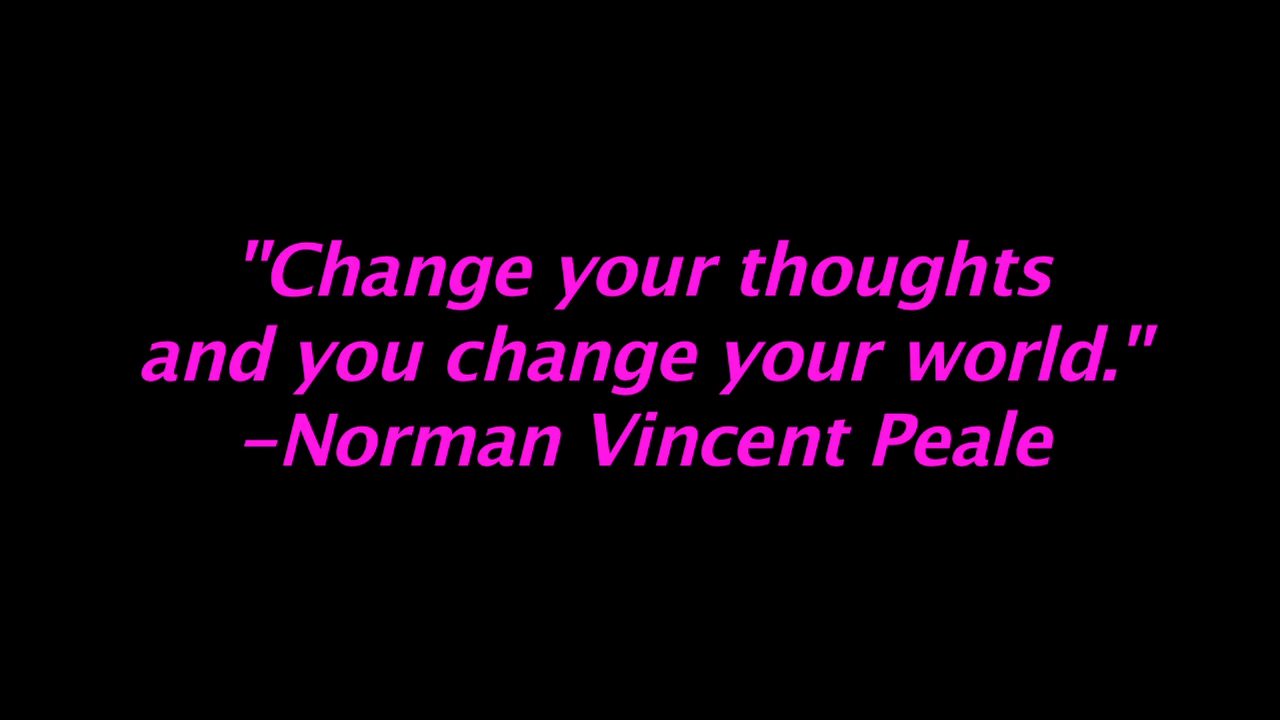 "Change your thoughts
and you change your world."
–Norman Vincent Peale